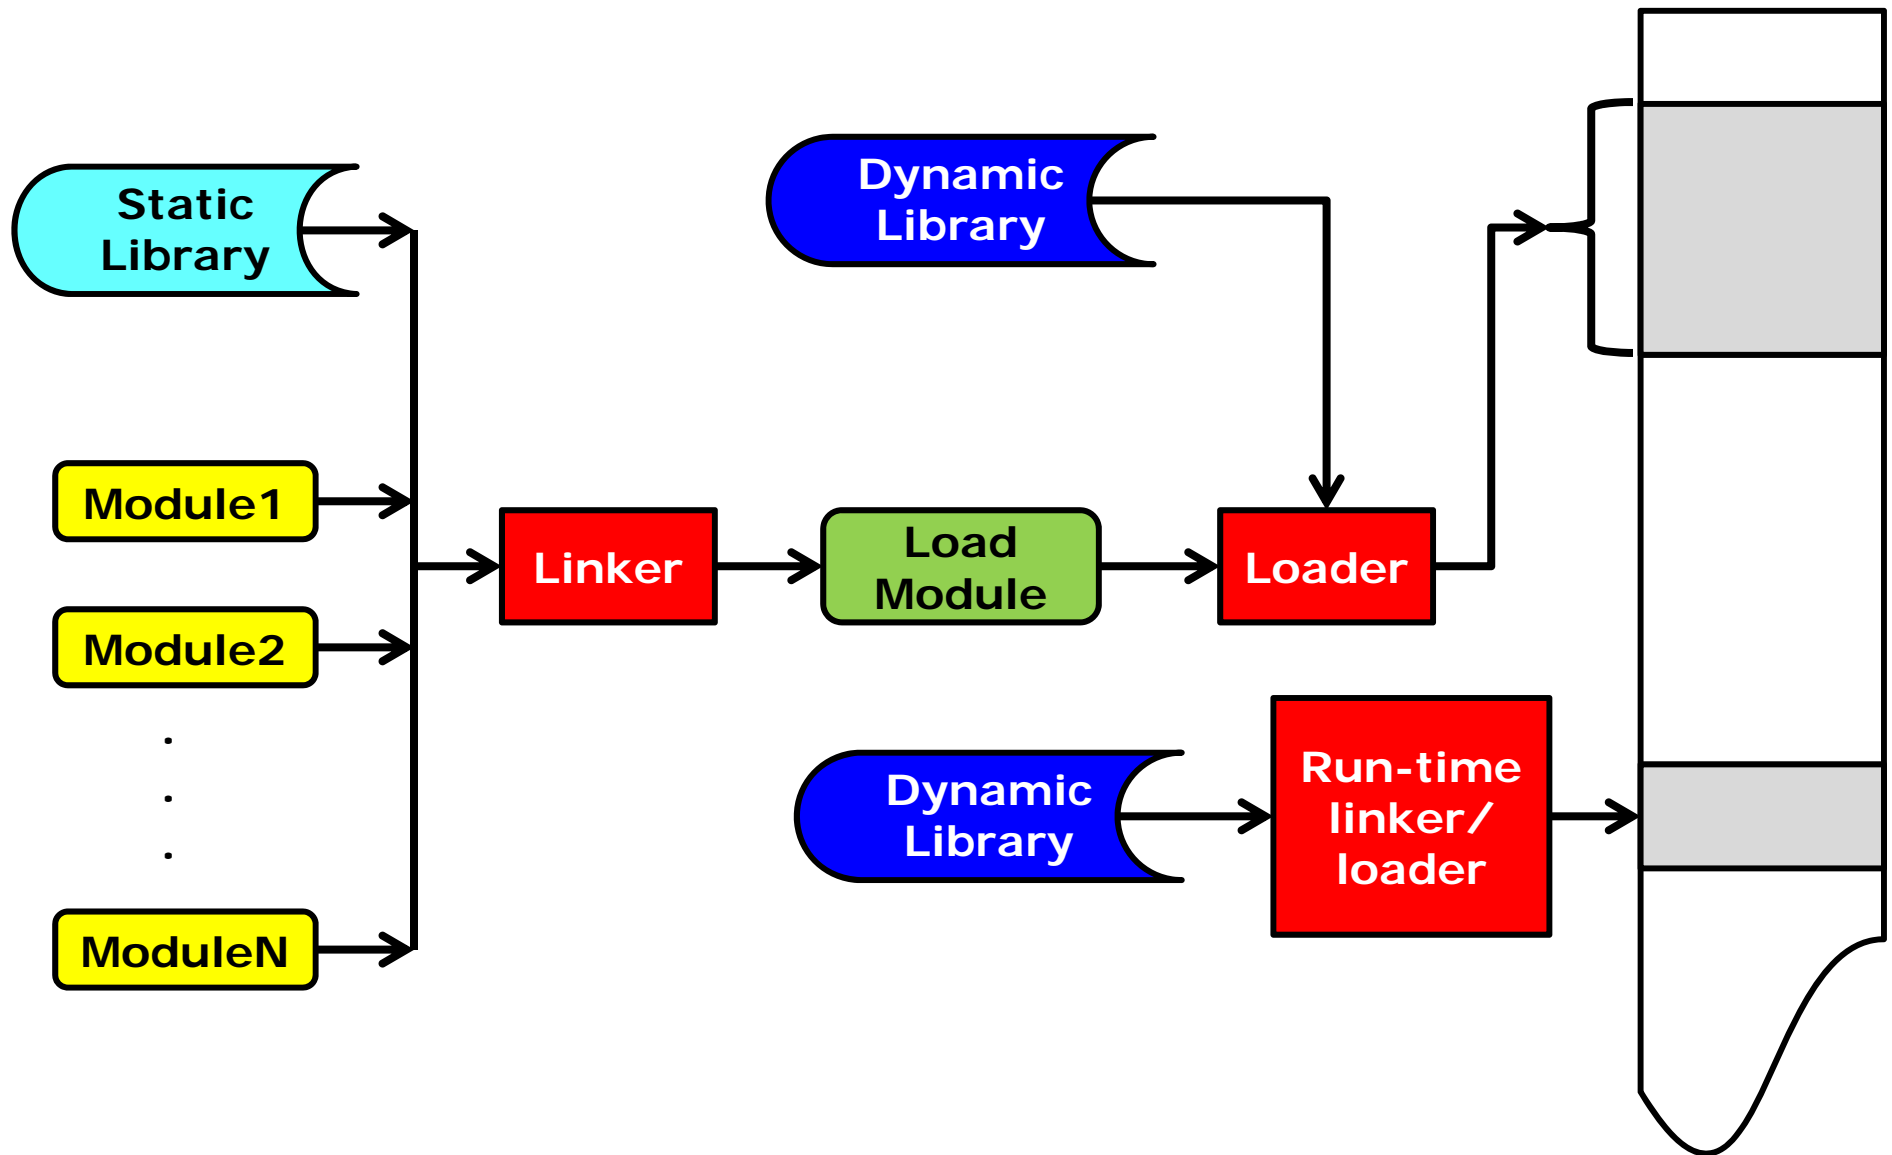 Static
Library
Module1
Module2
.
.
.
ModuleN
Linker
Load
Module
Dynamic
Library
Loader
Dynamic
Library
Run-time
linker/
loader